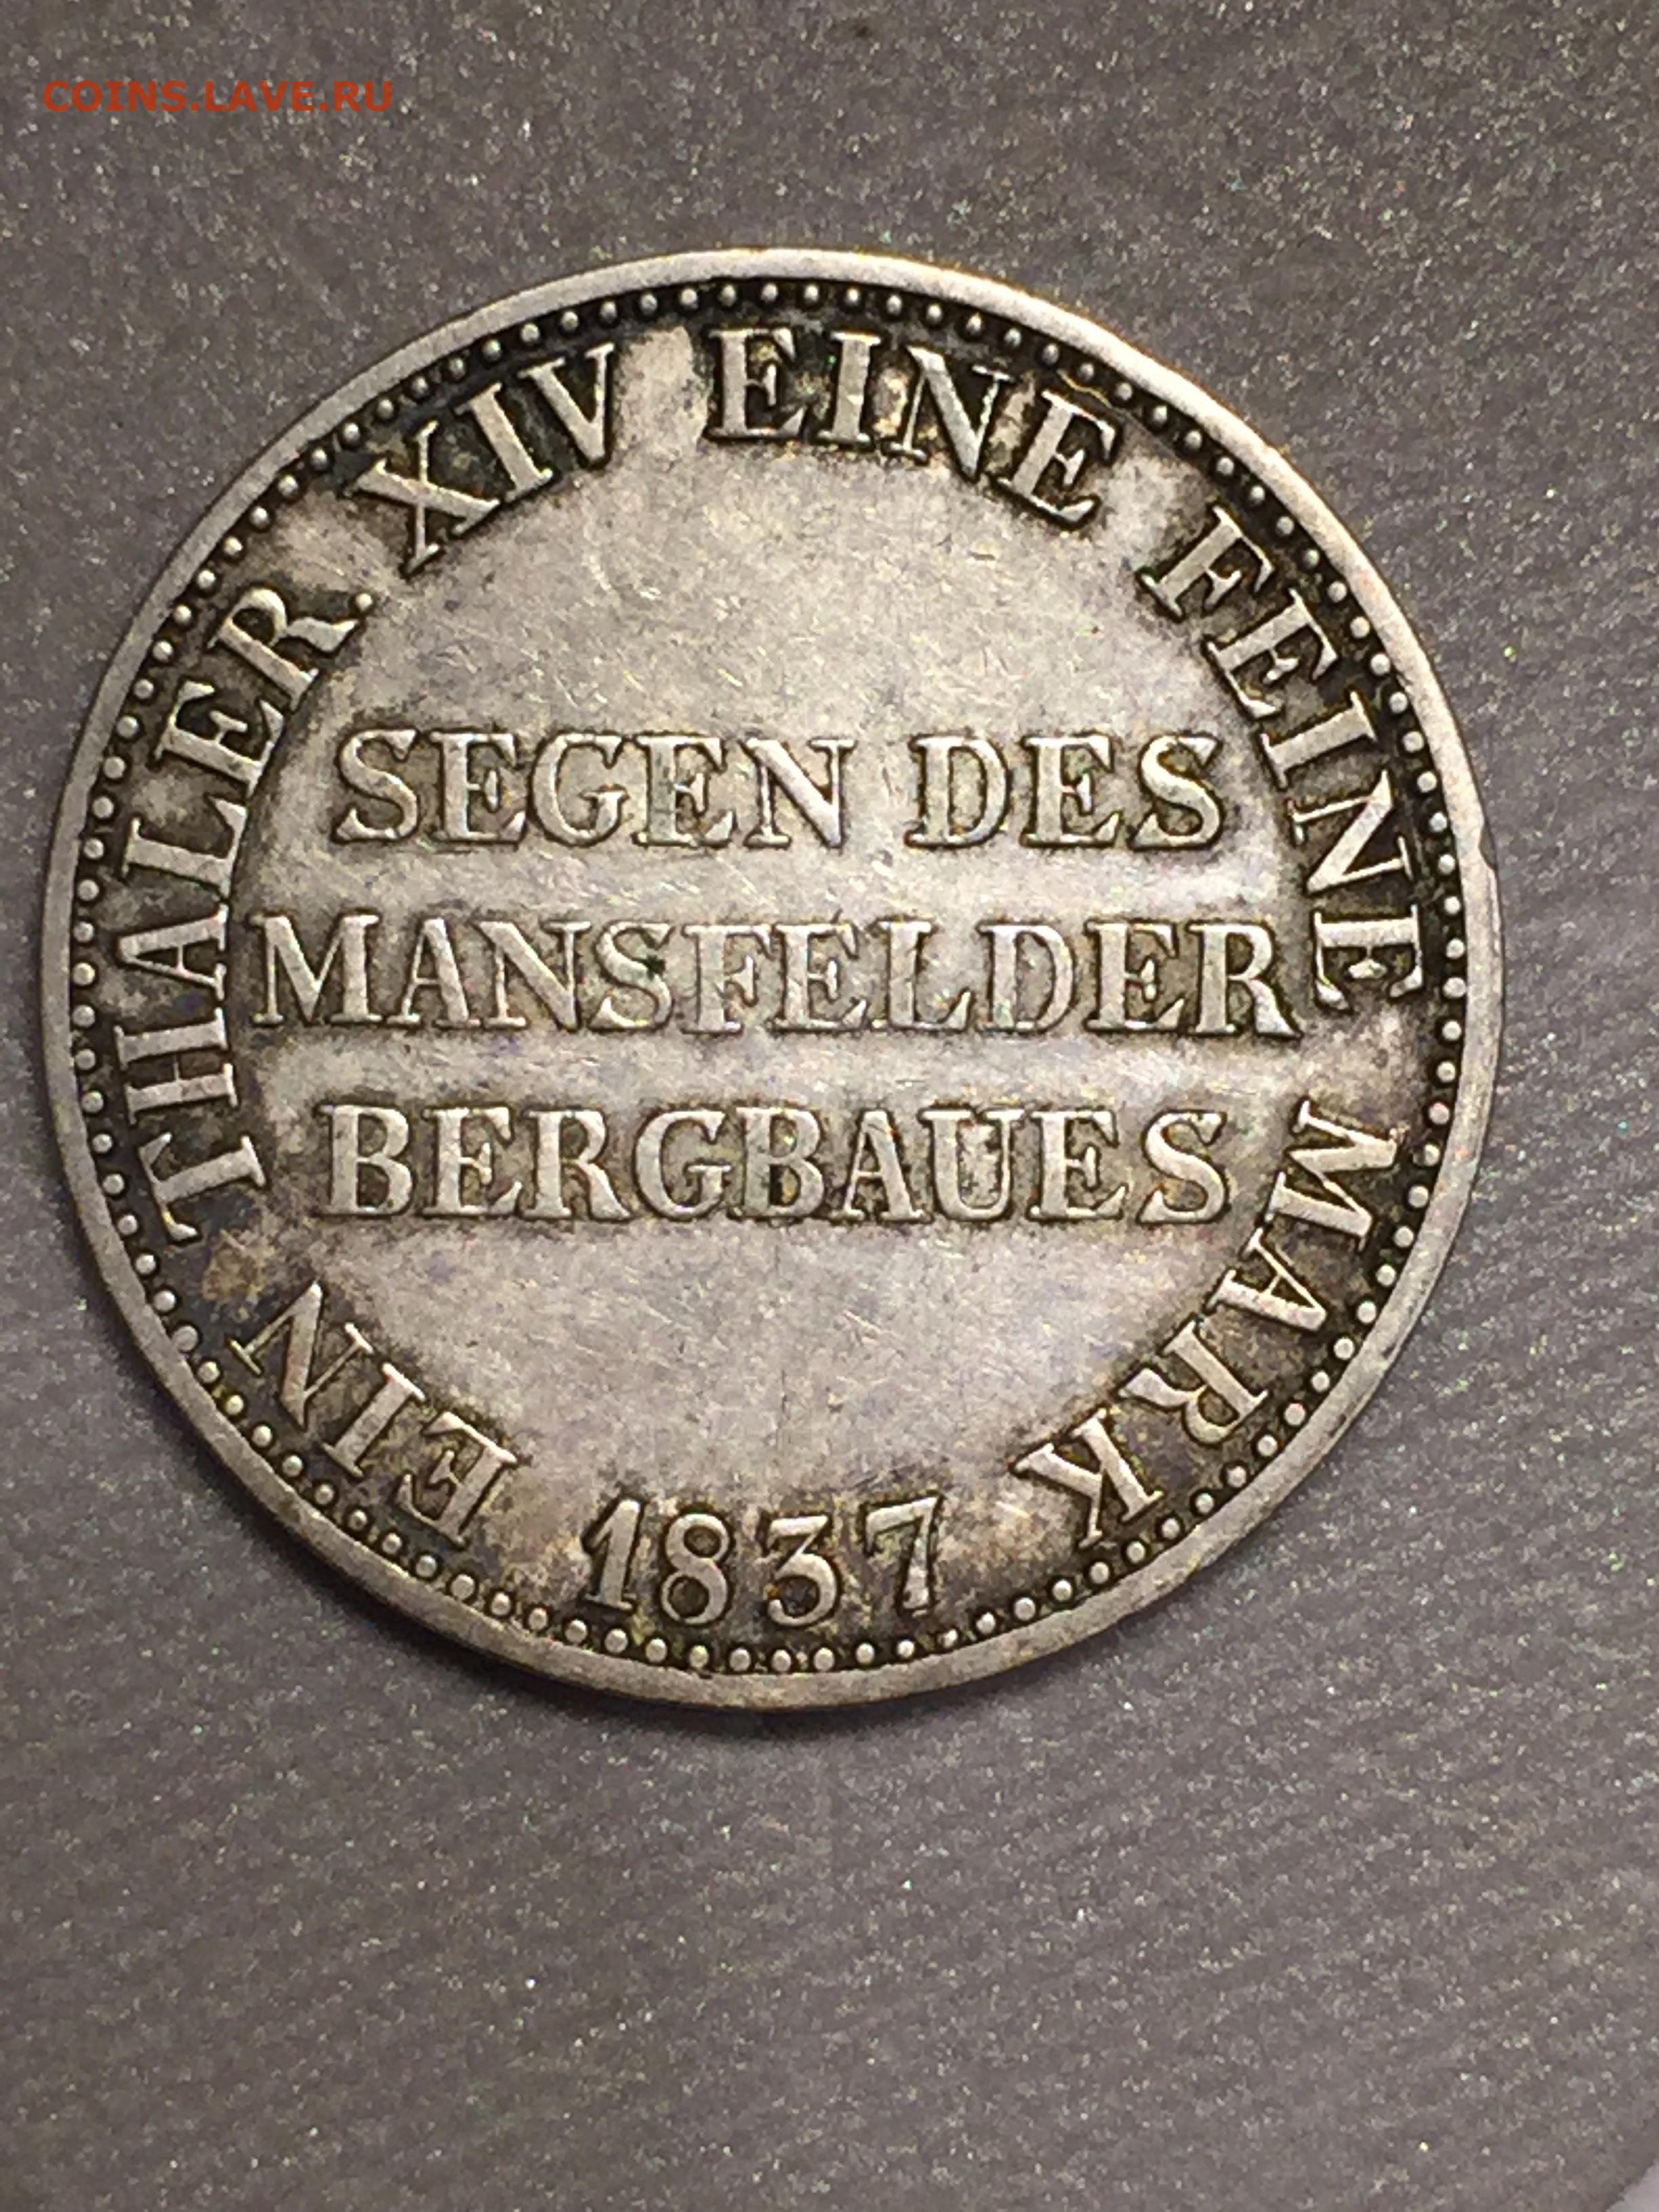 COINS.LAVE.RU
EIN THALER XIV EINE FEINE MARK
SEGEN DES
MANSFELDER
BERGBAUES
1837